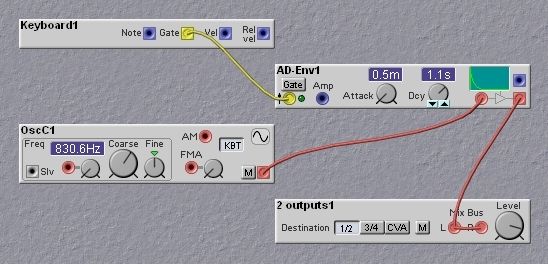 Keyboard1
Note Gate Vel Rel vel
AD-Env1
Gate Amp Attack 0.5m Dcy 1.1s
OscC1
Freq 830.6Hz Coarse Fine AM KBT
Slv FMA M
2 outputs1
Mix Bus Level
Destination 1/2 3/4 CVA M L R